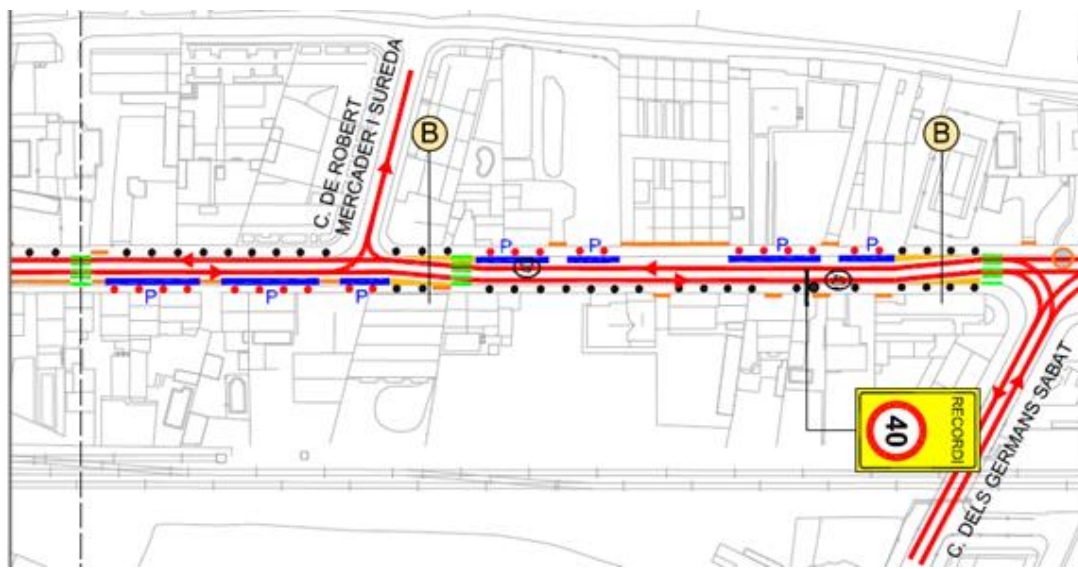 C. DE ROBERT
MERCADER I SUREDA
B
B
P
P
P
P
P
P
P
40
RECORDI
C. DELS GERMANS SABAT